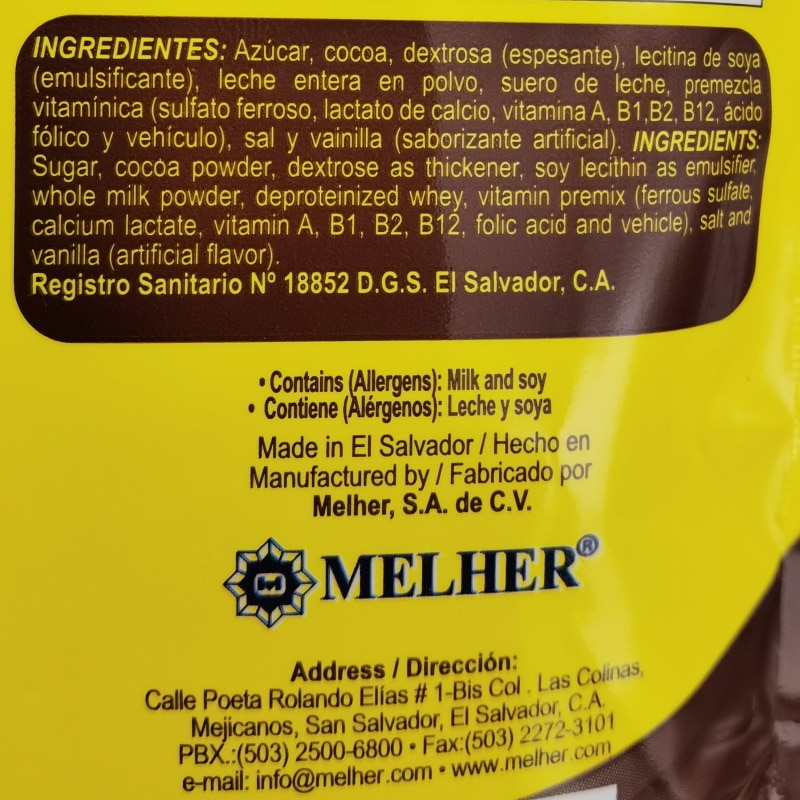 INGREDIENTES: Azúcar, cocoa, dextrosa (espesante), lecitina de soya
(emulsificante), leche entera en polvo, suero de leche, premezcla
vitamínica (sulfato ferroso, lactato de calcio, vitamina A, B1,B2, B12, ácido
fólico y vehículo), sal y vainilla (saborizante artificial). INGREDIENTS:
Sugar, cocoa powder, dextrose as thickener, soy lecithin as emulsifier,
whole milk powder, deproteinized whey, vitamin premix (ferrous sulfate,
calcium lactate, vitamin A, B1, B2, B12, folic acid and vehicle), salt and
vanilla (artificial flavor).
Registro Sanitario Nº 18852 D.G.S. El Salvador, C.A.
• Contains (Allergens): Milk and soy
• Contiene (Alérgenos): Leche y soya
Made in El Salvador / Hecho en
Manufactured by / Fabricado por
Melher, S.A. de C.V.
MELHER®
Address / Dirección:
Calle Poeta Rolando Elías # 1-Bis Col . Las Colinas,
Mejicanos, San Salvador, El Salvador, C.A.
PBX.:(503) 2500-6800 • Fax:(503) 2272-3101
e-mail: info@melher.com • www.melher.com